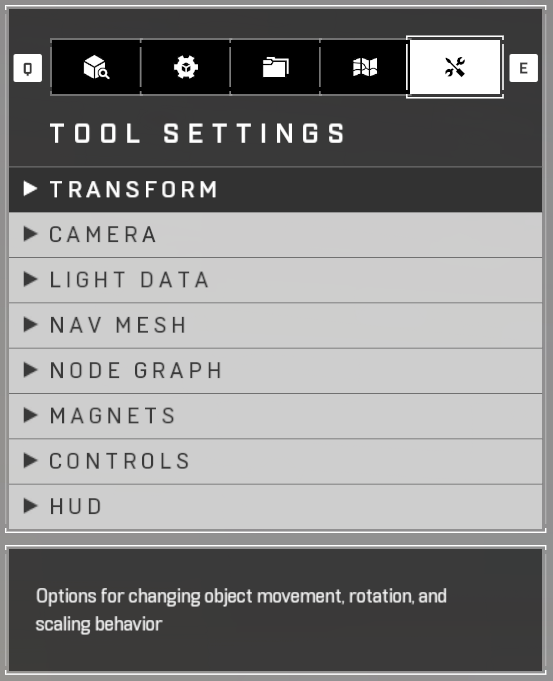 Q
E
TOOL SETTINGS
TRANSFORM
CAMERA
LIGHT DATA
NAV MESH
NODE GRAPH
MAGNETS
CONTROLS
HUD
Options for changing object movement, rotation, and
scaling behavior